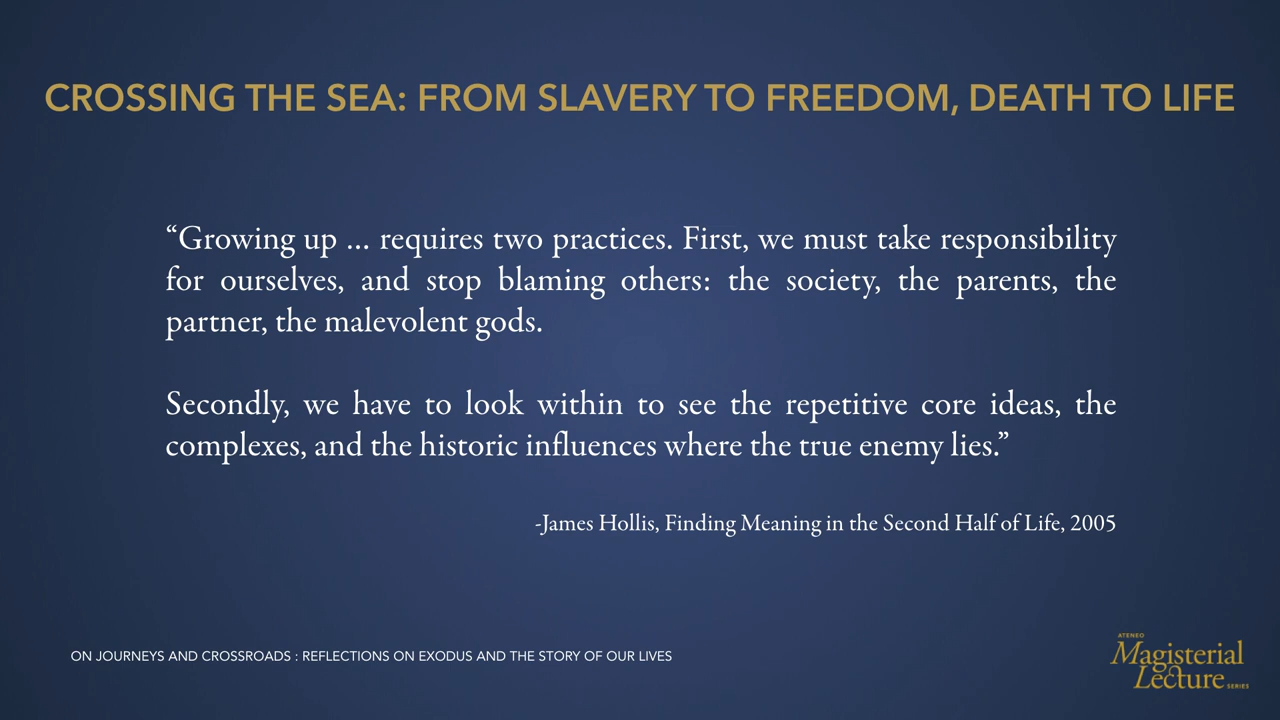 CROSSING THE SEA: FROM SLAVERY TO FREEDOM, DEATH TO LIFE
“Growing up ... requires two practices. First, we must take responsibility
for ourselves, and stop blaming others: the society, the parents, the
partner, the malevolent gods.
Secondly, we have to look within to see the repetitive core ideas, the
complexes, and the historic influences where the true enemy lies.”
-James Hollis, Finding Meaning in the Second Half of Life, 2005
ON JOURNEYS AND CROSSROADS : REFLECTIONS ON EXODUS AND THE STORY OF OUR LIVES
ATENEO
Magisterial
Lecture SERIES